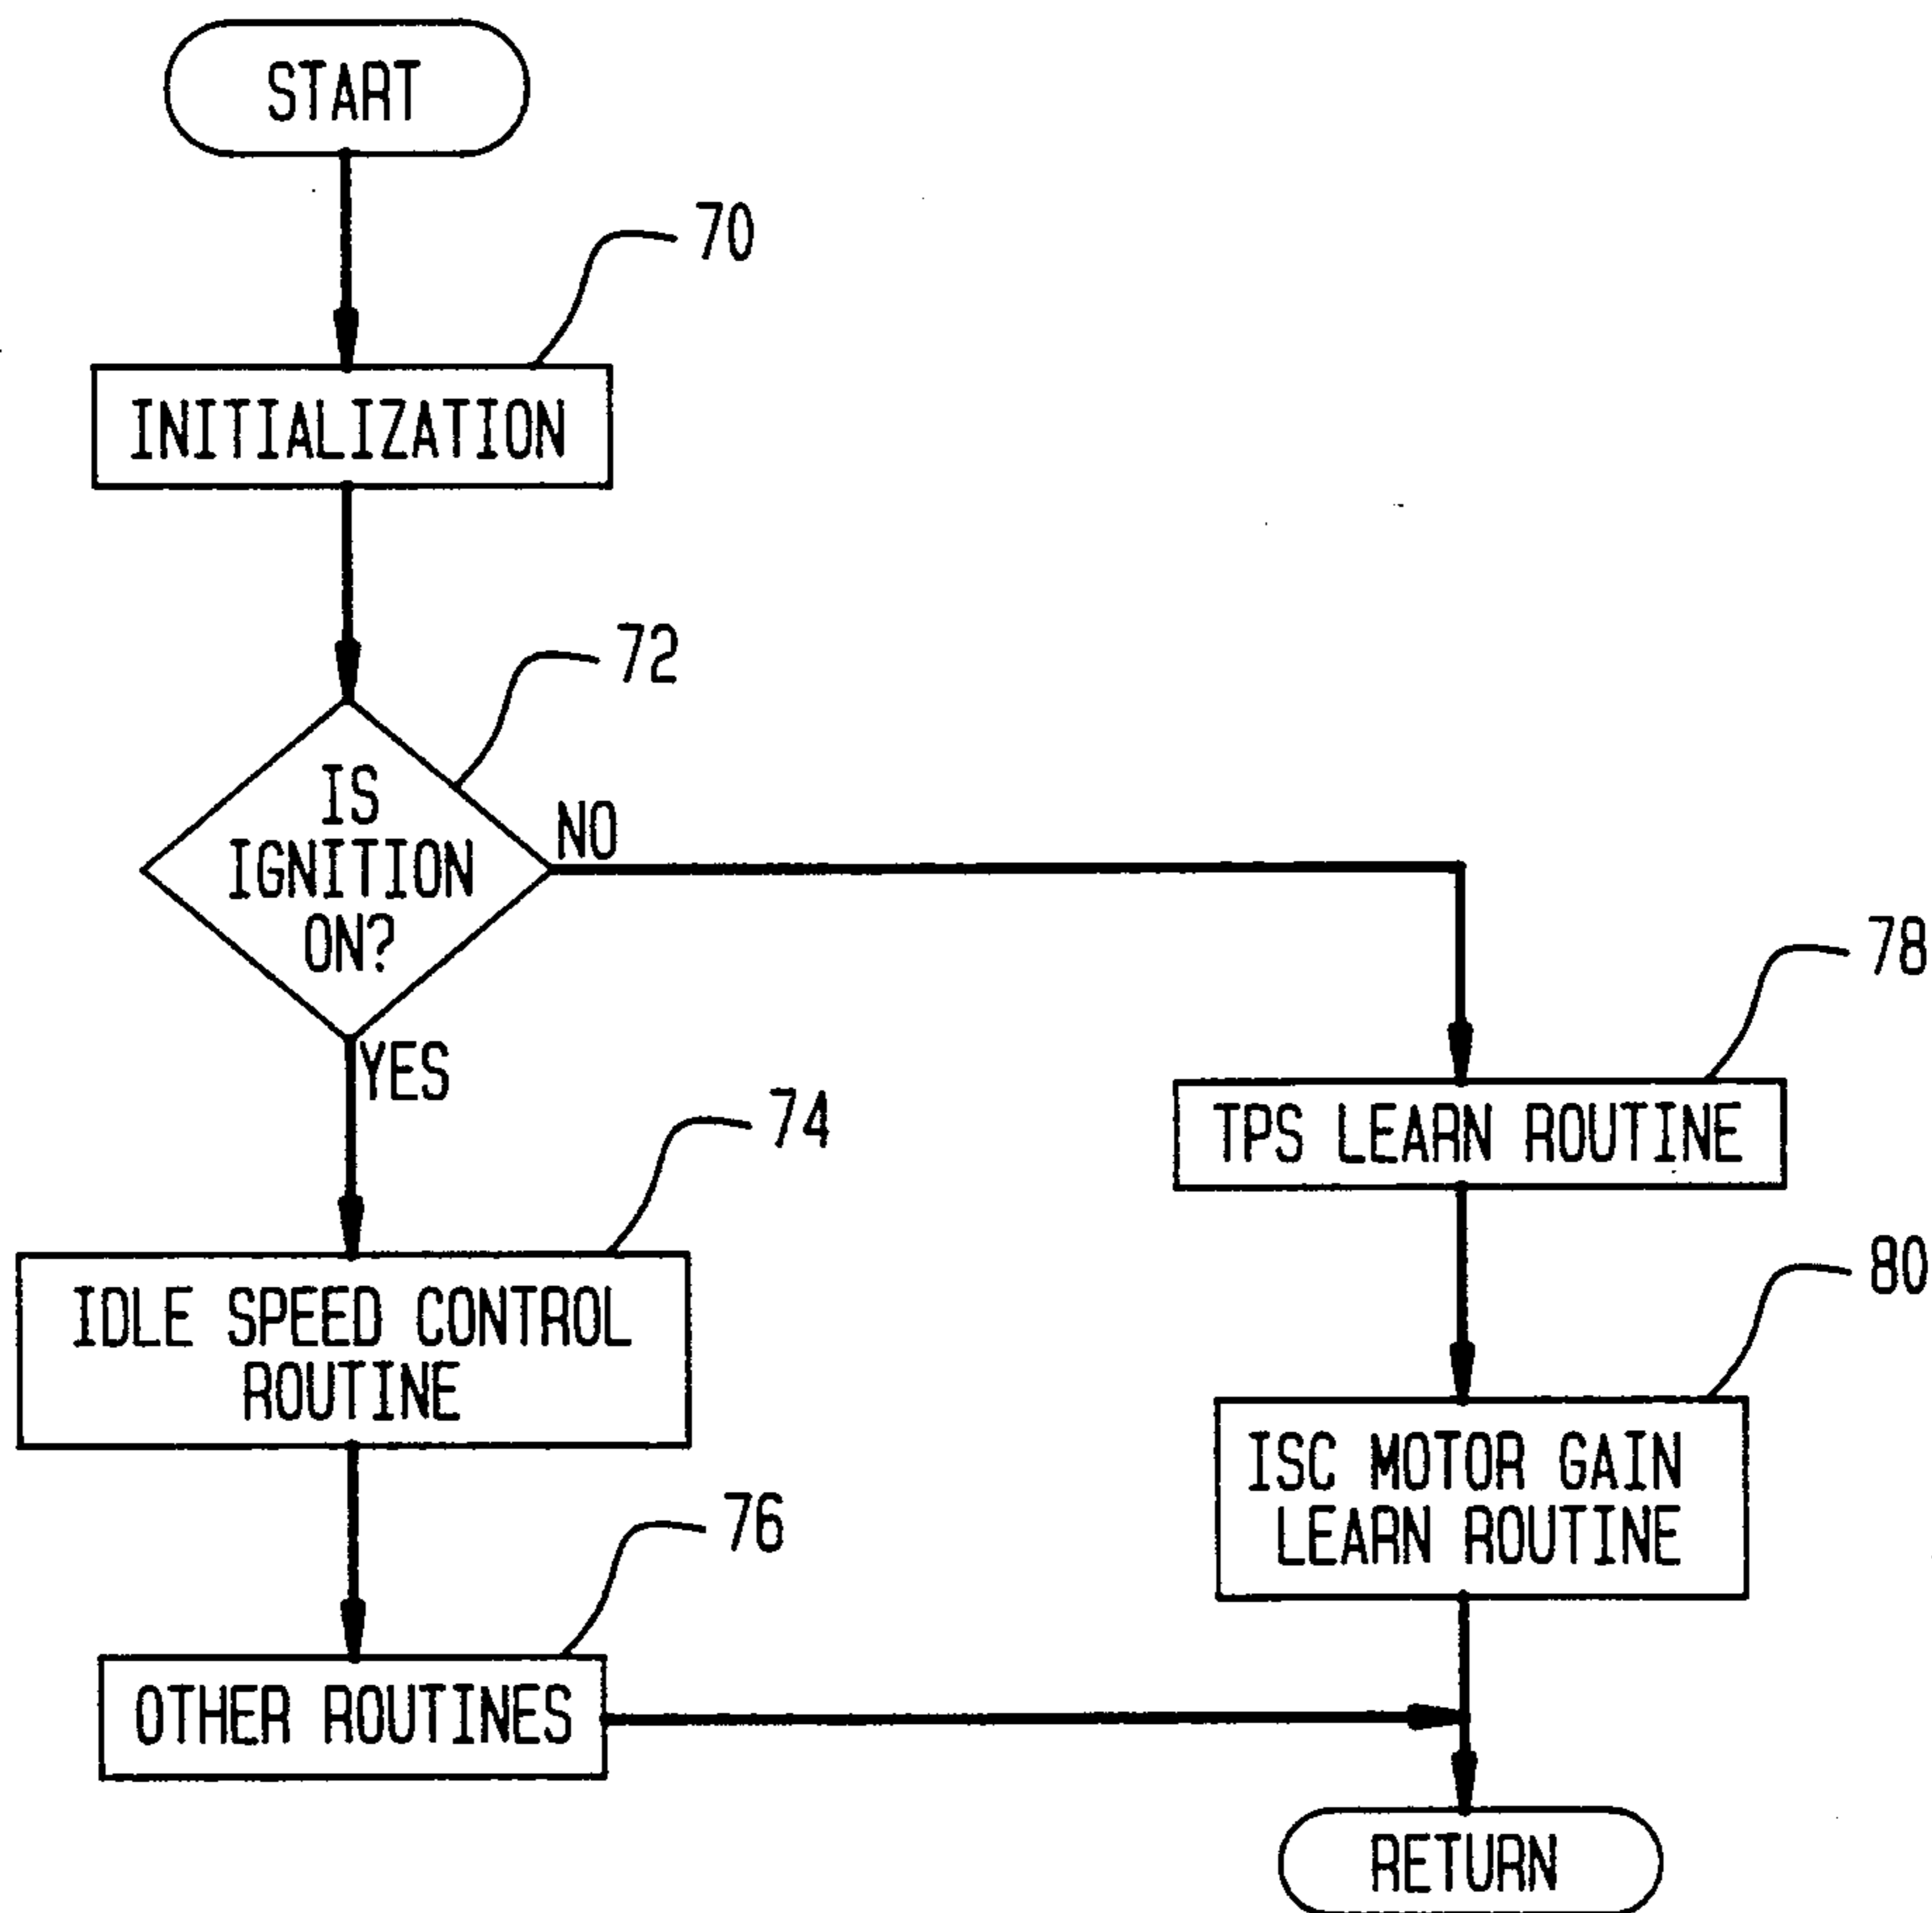 START
70
INITIALIZATION
72
IS
IGNITION
ON?
NO
YES
78
TPS LEARN ROUTINE
74
IDLE SPEED CONTROL
ROUTINE
80
ISC MOTOR GAIN
LEARN ROUTINE
76
OTHER ROUTINES
RETURN